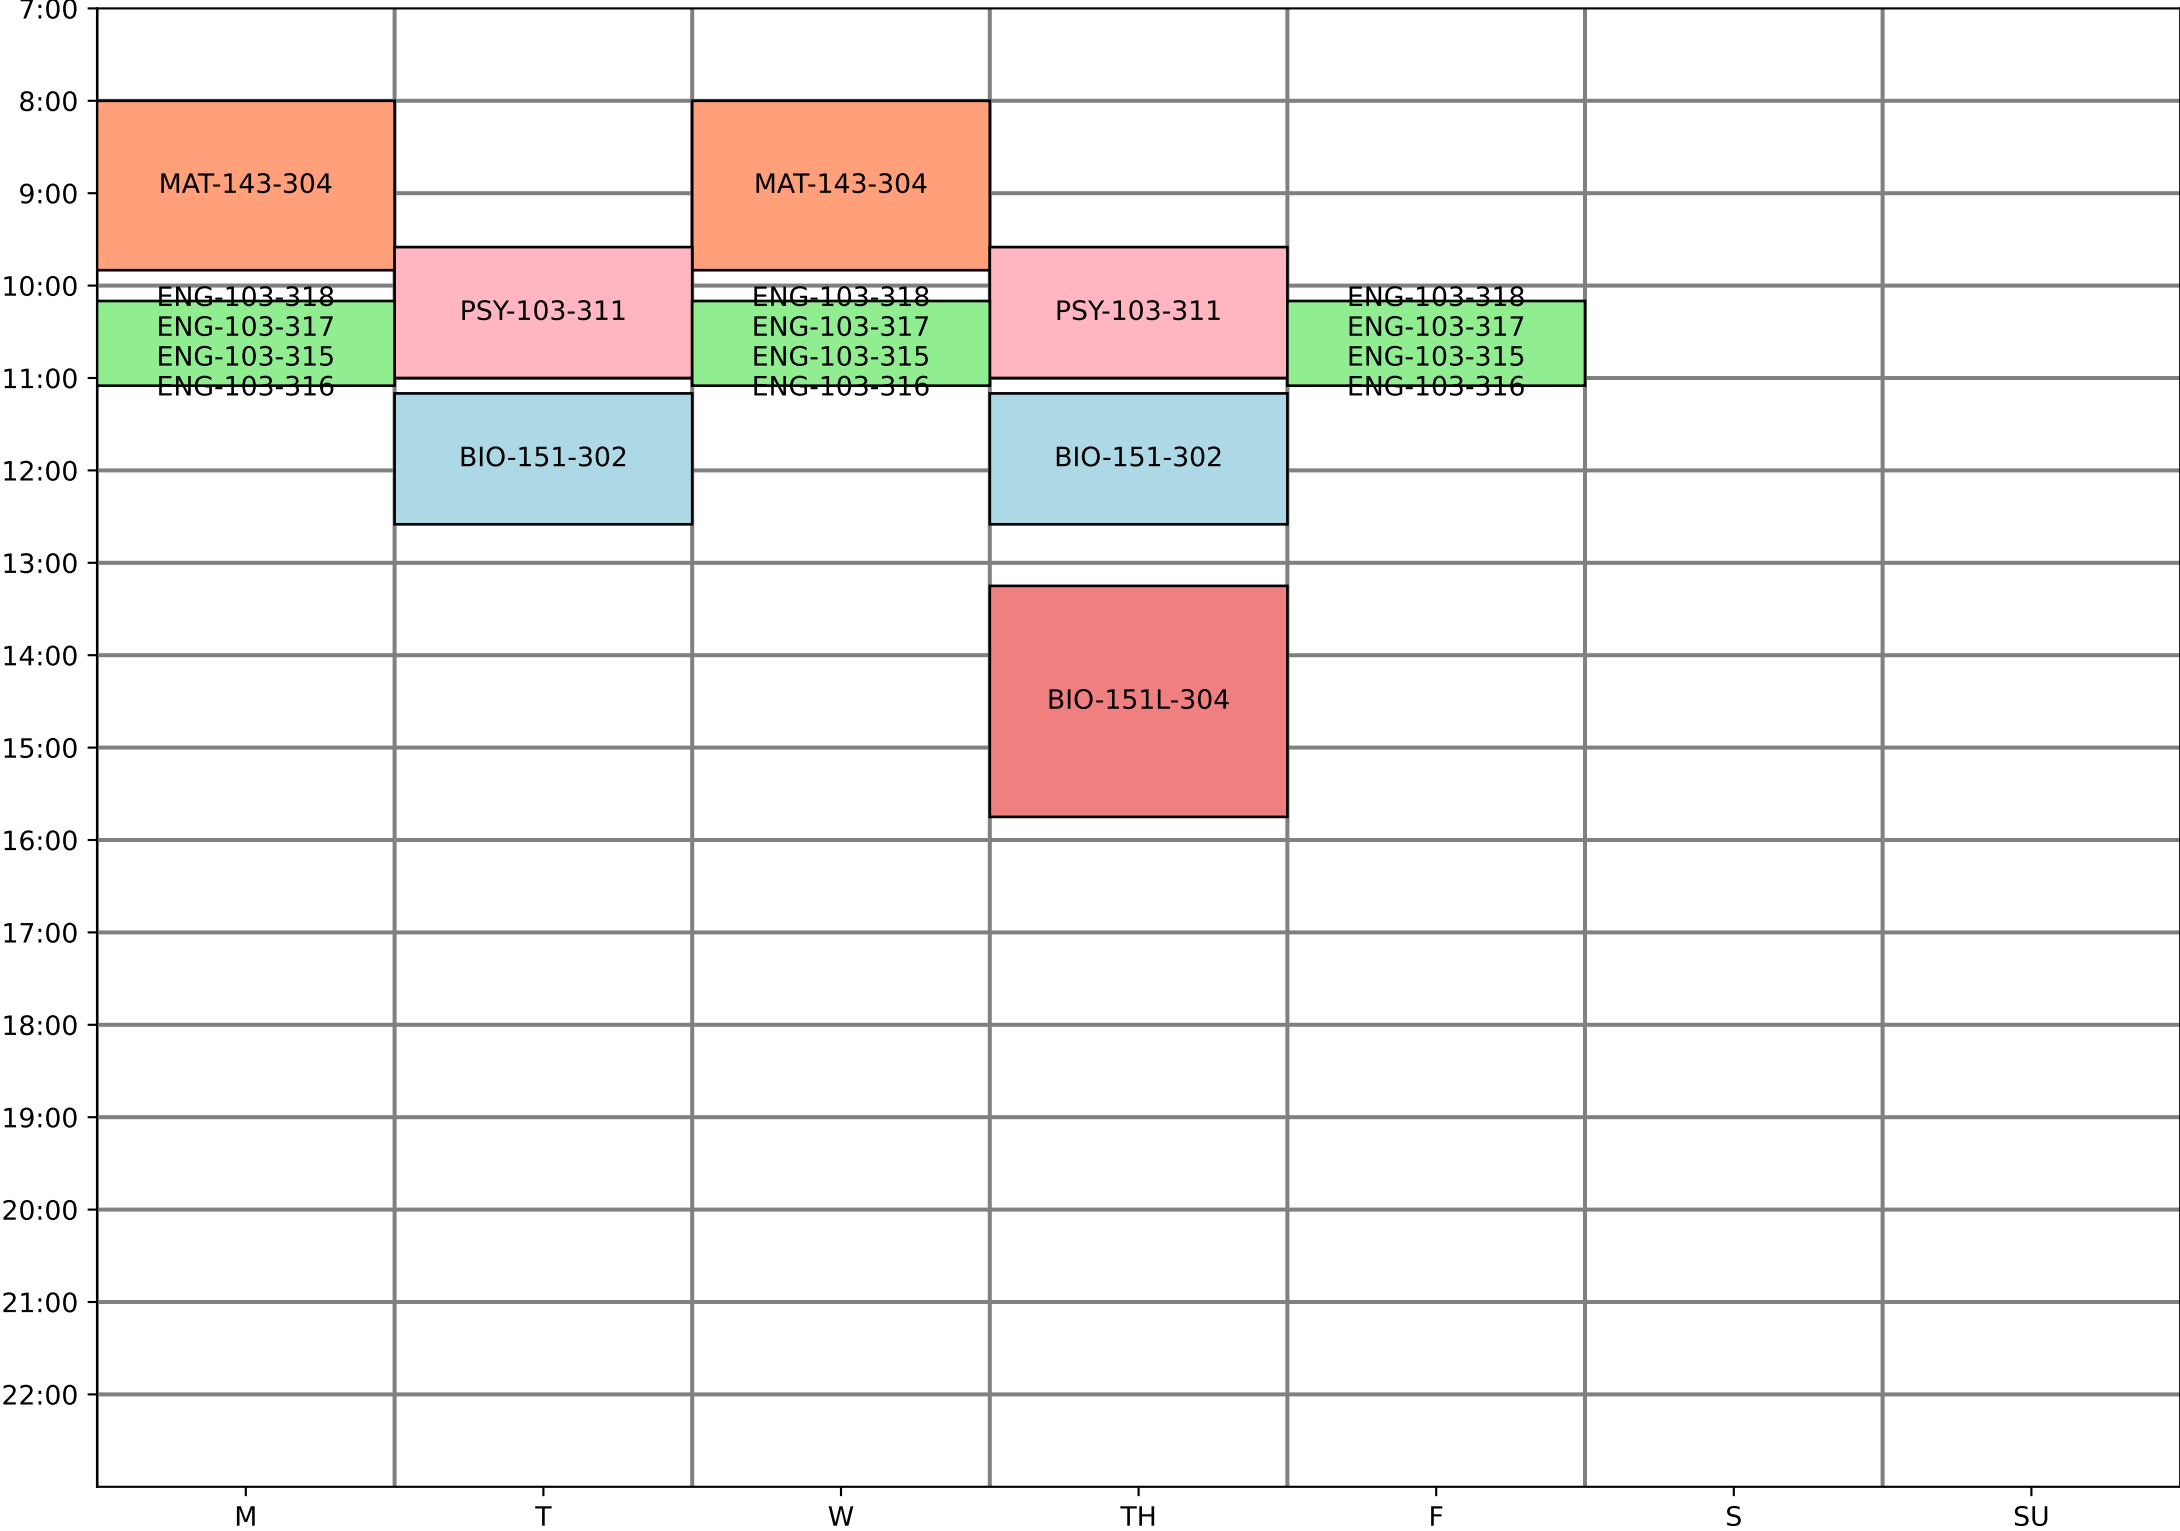 7:00
8:00
MAT-143-304 MAT-143-304
9:00
10:00
ENG-103-318 ENG-103-318 ENG-103-318
PSY-103-311 PSY-103-311
ENG-103-317 ENG-103-317 ENG-103-317
ENG-103-315 ENG-103-315 ENG-103-315
11:00
ENG-103-316 ENG-103-316 ENG-103-316
BIO-151-302 BIO-151-302
12:00
13:00
14:00
BIO-151L-304
15:00
16:00
17:00
18:00
19:00
20:00
21:00
22:00
M T W TH F S SU